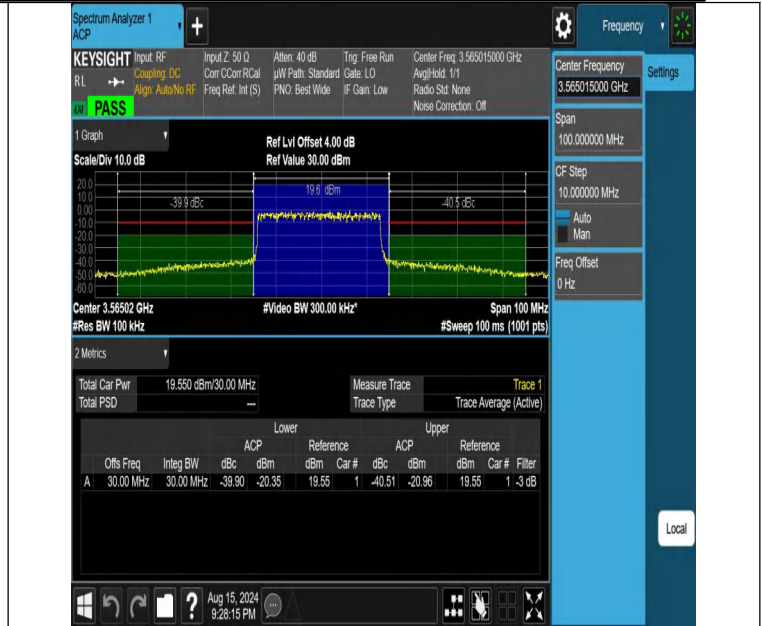 Spectrum Analyzer 1
ACP
Frequency
KEYSIGHT
RL
PASS
Input: RF
Coupling: DC
Align: Auto/No RF
Input Z: 50 Ω
Corr CCorr RCal
Freq Ref: Int (S)
Atten: 40 dB
µW Path: Standard
PNO: Best Wide
Trig: Free Run
Gate: LO
IF Gain: Low
Center Freq: 3.565015000 GHz
Avg|Hold: 1/1
Radio Std: None
Noise Correction: Off
Center Frequency
3.565015000 GHz
Settings
Span
100.000000 MHz
CF Step
10.000000 MHz
Auto
Man
Freq Offset
0 Hz
1 Graph
Scale/Div 10.0 dB
Ref Lvl Offset 4.00 dB
Ref Value 30.00 dBm
20.0
10.0
0.00
-10.0
-20.0
-30.0
-40.0
-50.0
-60.0
-39.9 dBc
19.6 dBm
-40.5 dBc
Center 3.56502 GHz
#Video BW 300.00 kHz*
Span 100 MHz
#Res BW 100 kHz
#Sweep 100 ms (1001 pts)
2 Metrics
Total Car Pwr 19.550 dBm/30.00 MHz
Total PSD ---
Measure Trace Trace 1
Trace Type Trace Average (Active)
Lower Upper
ACP Reference ACP Reference
Offs Freq Integ BW dBc dBm dBm Car # dBc dBm dBm Car # Filter
A 30.00 MHz 30.00 MHz -39.90 -20.35 19.55 1 -40.51 -20.96 19.55 1 -3 dB
Local
?
Aug 15, 2024
9:28:15 PM